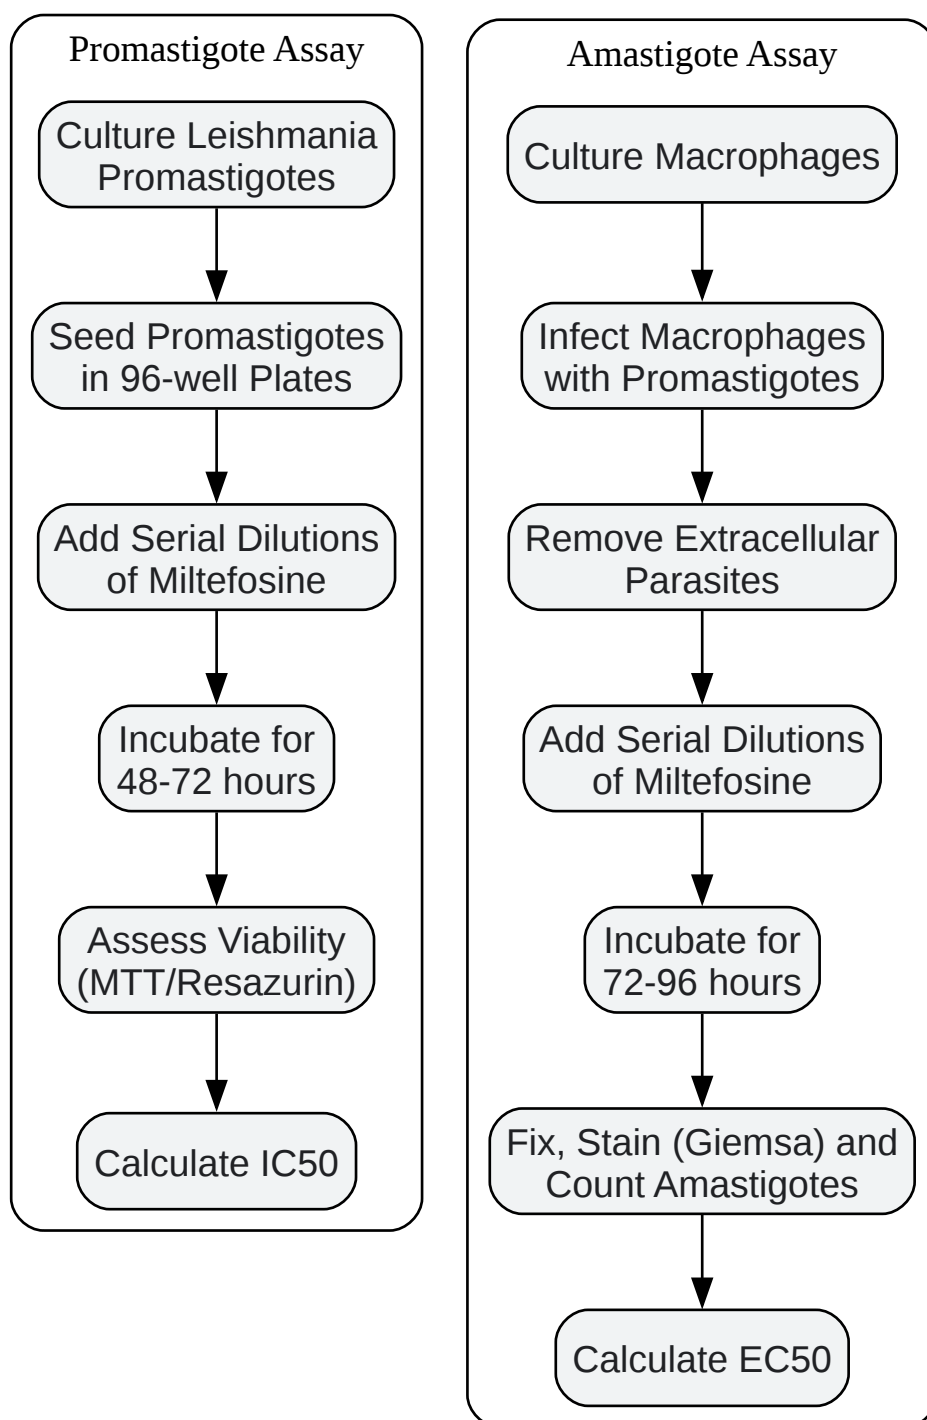 Promastigote Assay
Culture Leishmania
Promastigotes
Seed Promastigotes
in 96-well Plates
Add Serial Dilutions
of Miltefosine
Incubate for
48-72 hours
Assess Viability
(MTT/Resazurin)
Calculate IC50
Amastigote Assay
Culture Macrophages
Infect Macrophages
with Promastigotes
Remove Extracellular
Parasites
Add Serial Dilutions
of Miltefosine
Incubate for
72-96 hours
Fix, Stain (Giemsa) and
Count Amastigotes
Calculate EC50